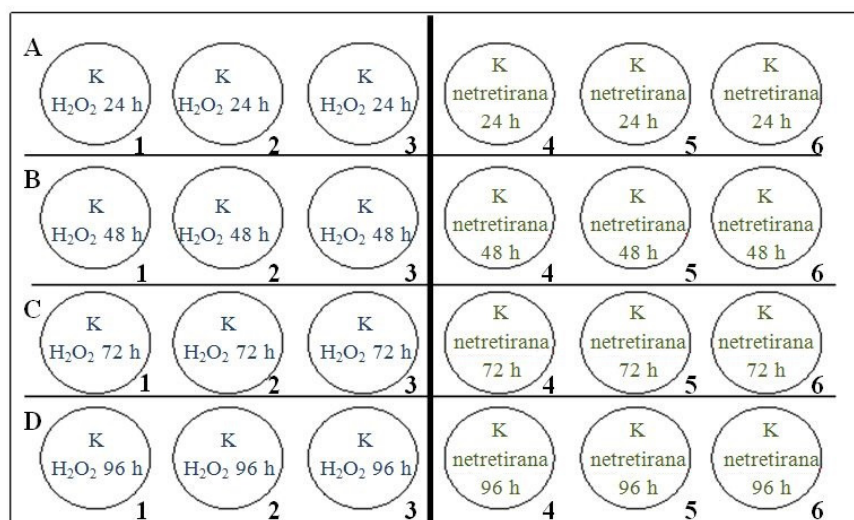 A
K K K K K K
H₂O₂ 24 h H₂O₂ 24 h H₂O₂ 24 h netretirana netretirana netretirana
24 h 24 h 24 h
1 2 3 4 5 6
B
K K K K K K
H₂O₂ 48 h H₂O₂ 48 h H₂O₂ 48 h netretirana netretirana netretirana
48 h 48 h 48 h
1 2 3 4 5 6
C
K K K K K K
H₂O₂ 72 h H₂O₂ 72 h H₂O₂ 72 h netretirana netretirana netretirana
72 h 72 h 72 h
1 2 3 4 5 6
D
K K K K K K
H₂O₂ 96 h H₂O₂ 96 h H₂O₂ 96 h netretirana netretirana netretirana
96 h 96 h 96 h
1 2 3 4 5 6